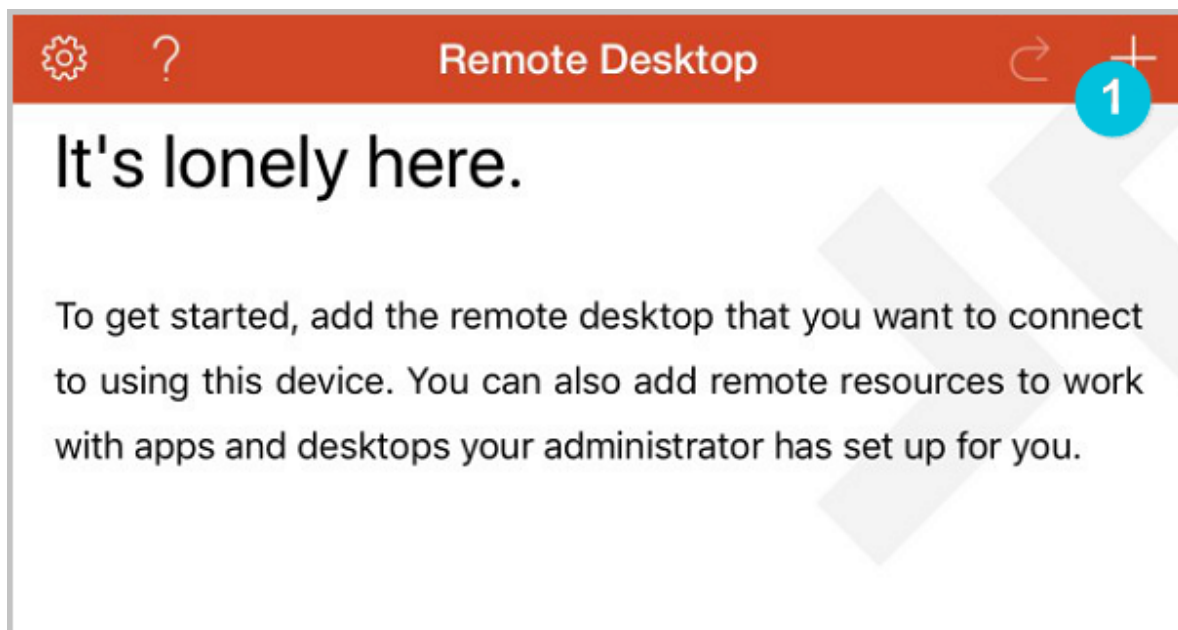 ? Remote Desktop
1
It's lonely here.
To get started, add the remote desktop that you want to connect
to using this device. You can also add remote resources to work
with apps and desktops your administrator has set up for you.